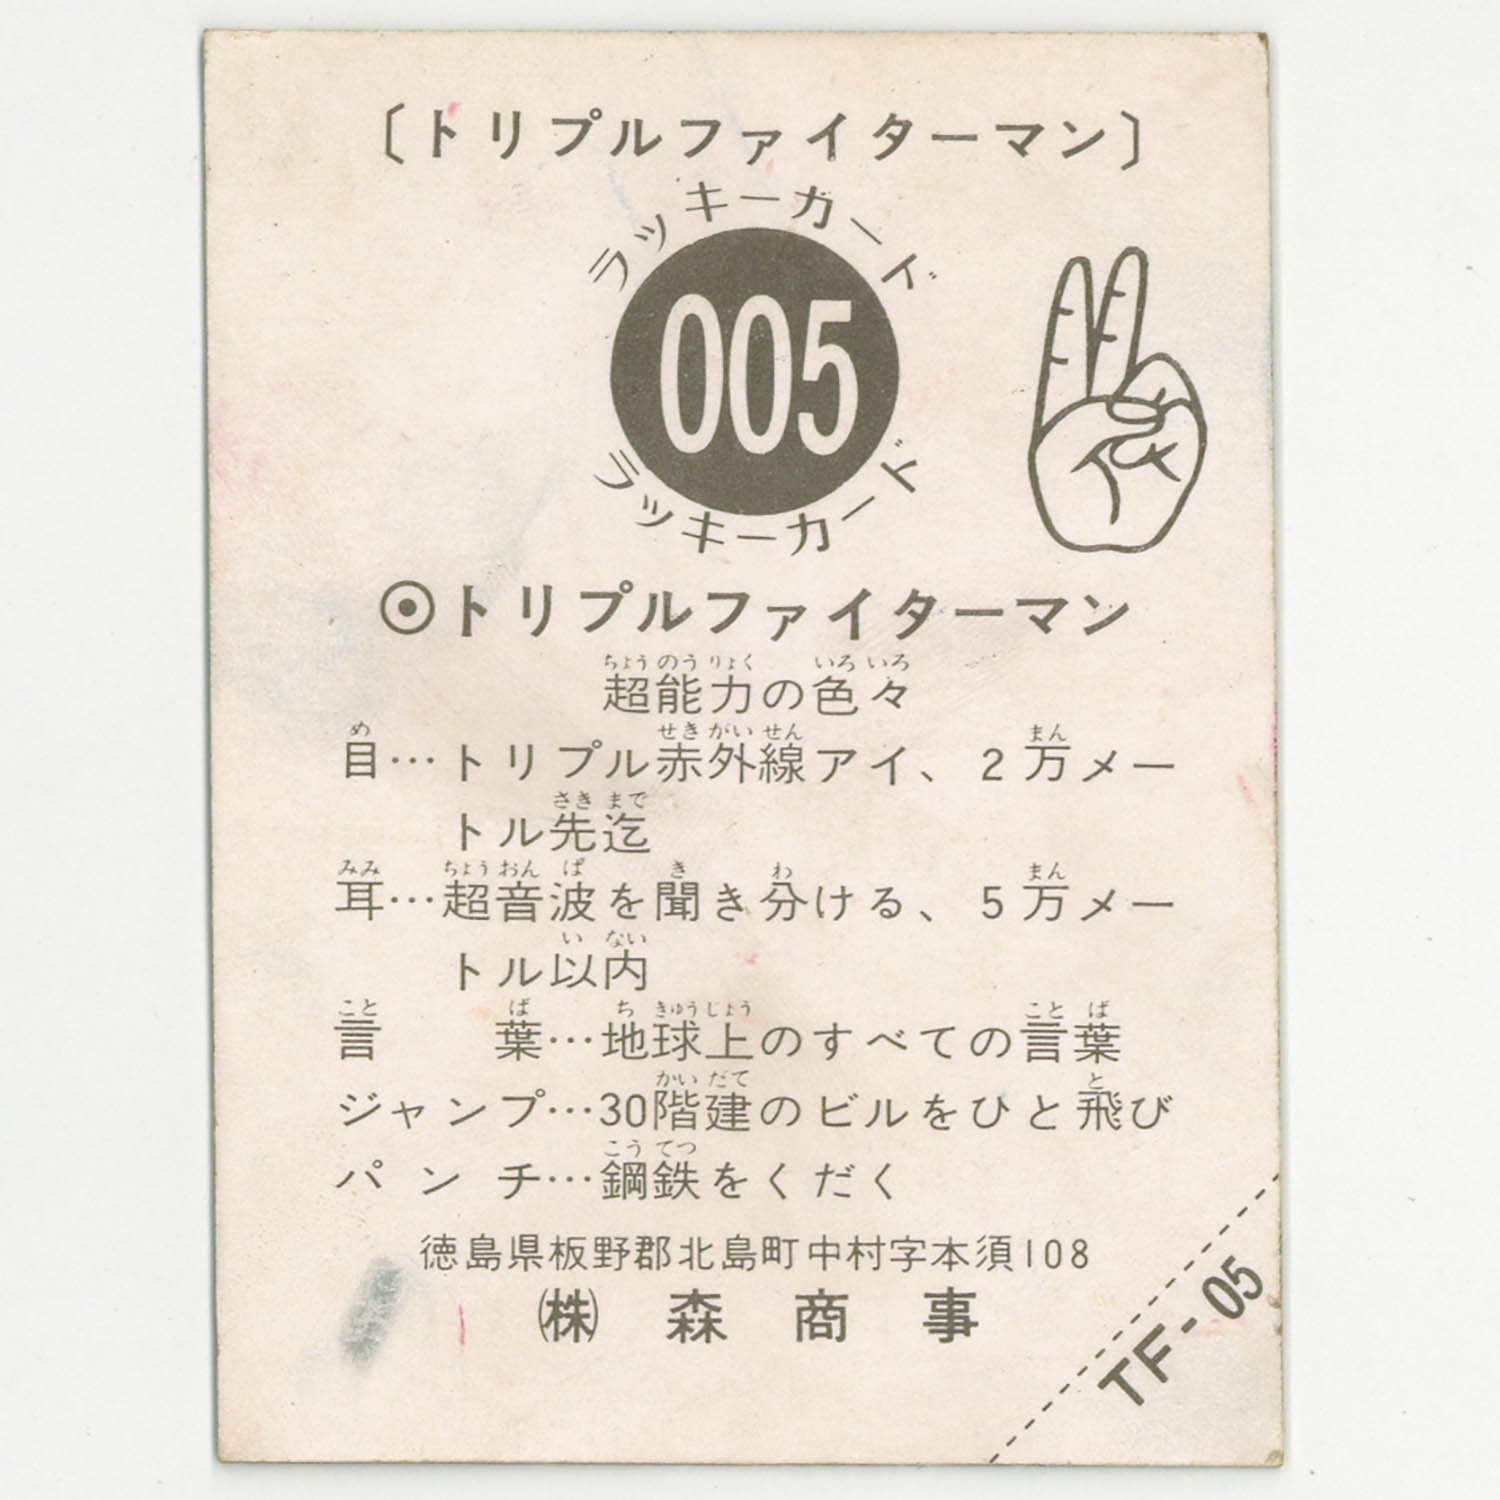 〔トリプルファイターマン〕
ラッキーカード
005
ラッキーカード
⦿トリプルファイターマン
ちょうのうりょく いろいろ
超能力の色々
め せきがいせん まん
目…トリプル赤外線アイ、2万メー
さきまで
トル先迄
みみ ちょうおんぱ き わ まん
耳…超音波を聞き分ける、5万メー
いない
トル以内
ことば ちきゅうじょう ことば
言葉…地球上のすべての言葉
かいだて と
ジャンプ…30階建のビルをひと飛び
こうてつ
パンチ…鋼鉄をくだく
徳島県板野郡北島町中村字本須108
㈱ 森商事
TF-05